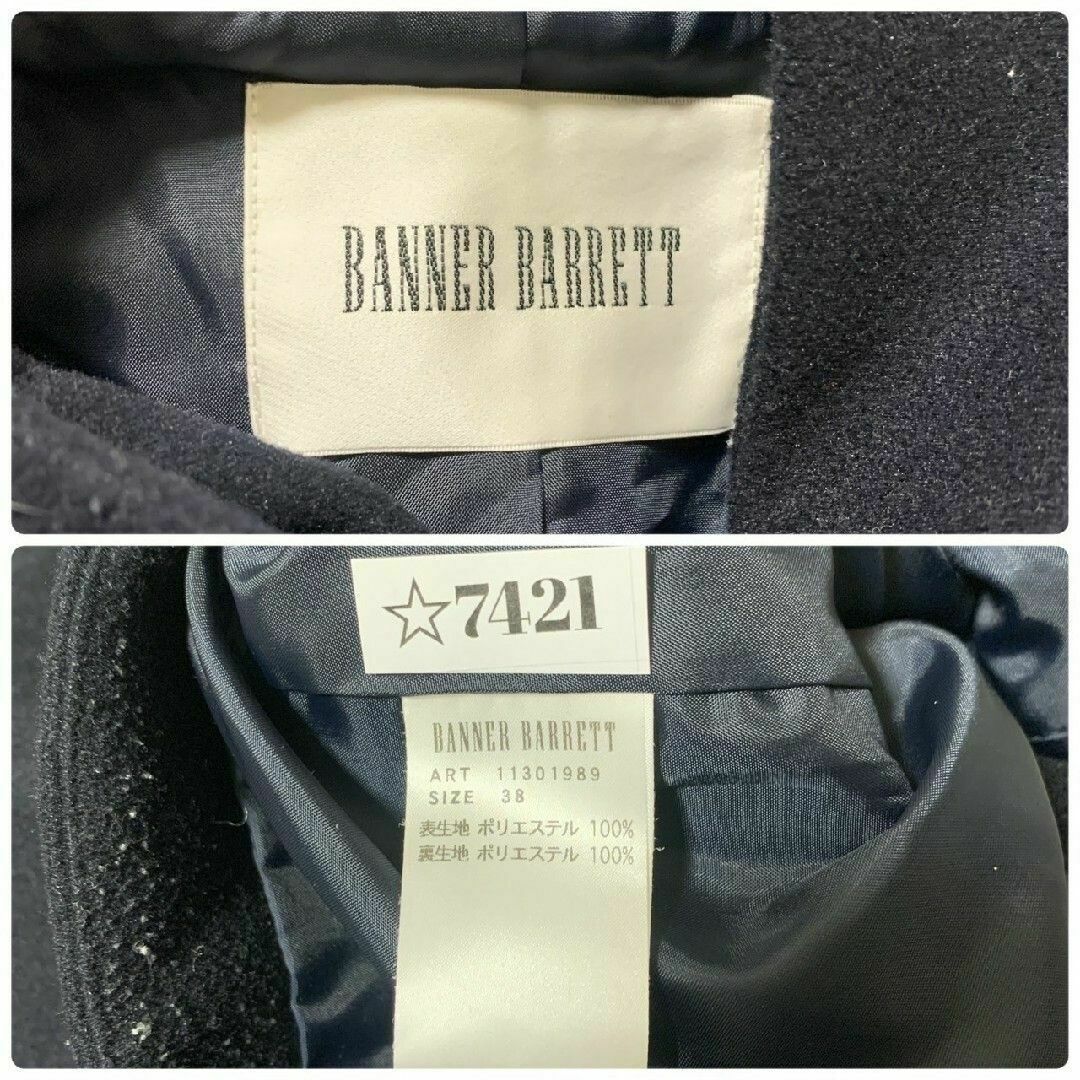 BANNER BARRETT
☆7421
BANNER BARRETT
ART 11301989
SIZE 38
表生地 ポリエステル 100%
裏生地 ポリエステル 100%